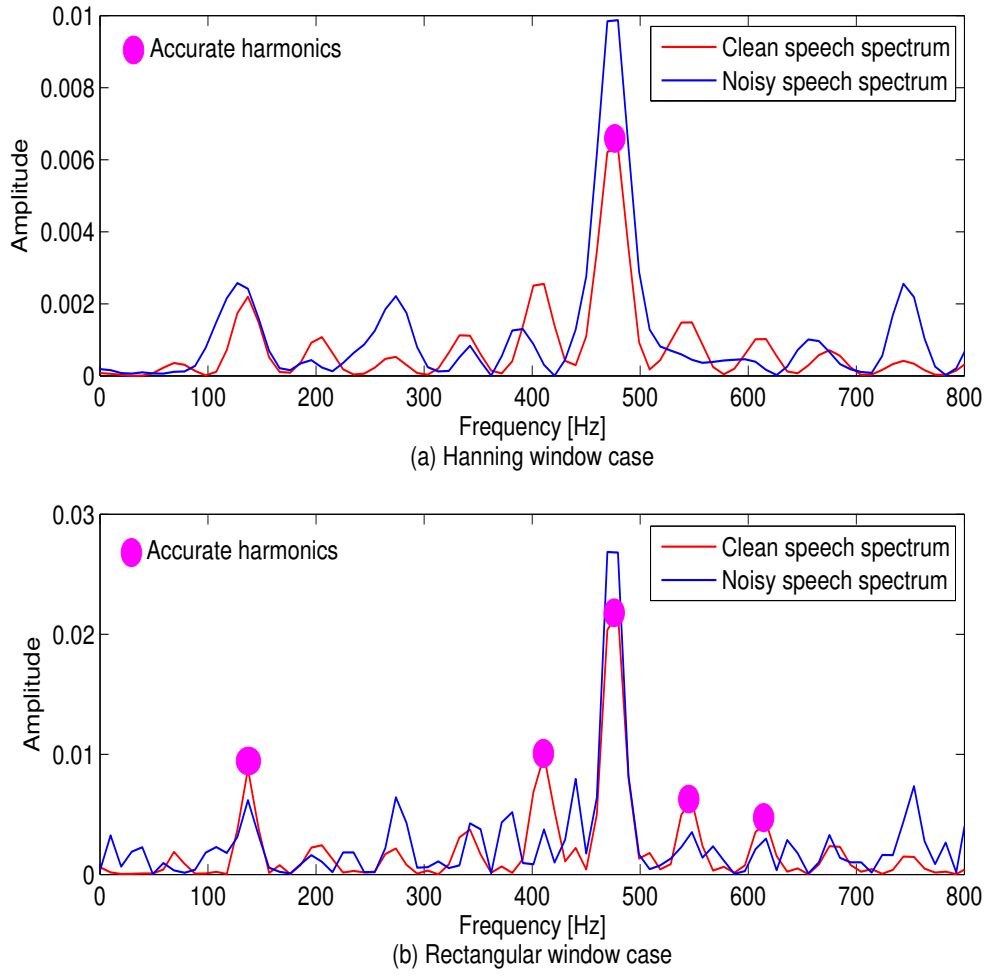 0.01
Accurate harmonics
Clean speech spectrum
Noisy speech spectrum
0.008
0.006
0.004
0.002
0
Amplitude
0 100 200 300 400 500 600 700 800
Frequency [Hz]
(a) Hanning window case
0.03
Accurate harmonics
Clean speech spectrum
Noisy speech spectrum
0.02
0.01
0
Amplitude
0 100 200 300 400 500 600 700 800
Frequency [Hz]
(b) Rectangular window case